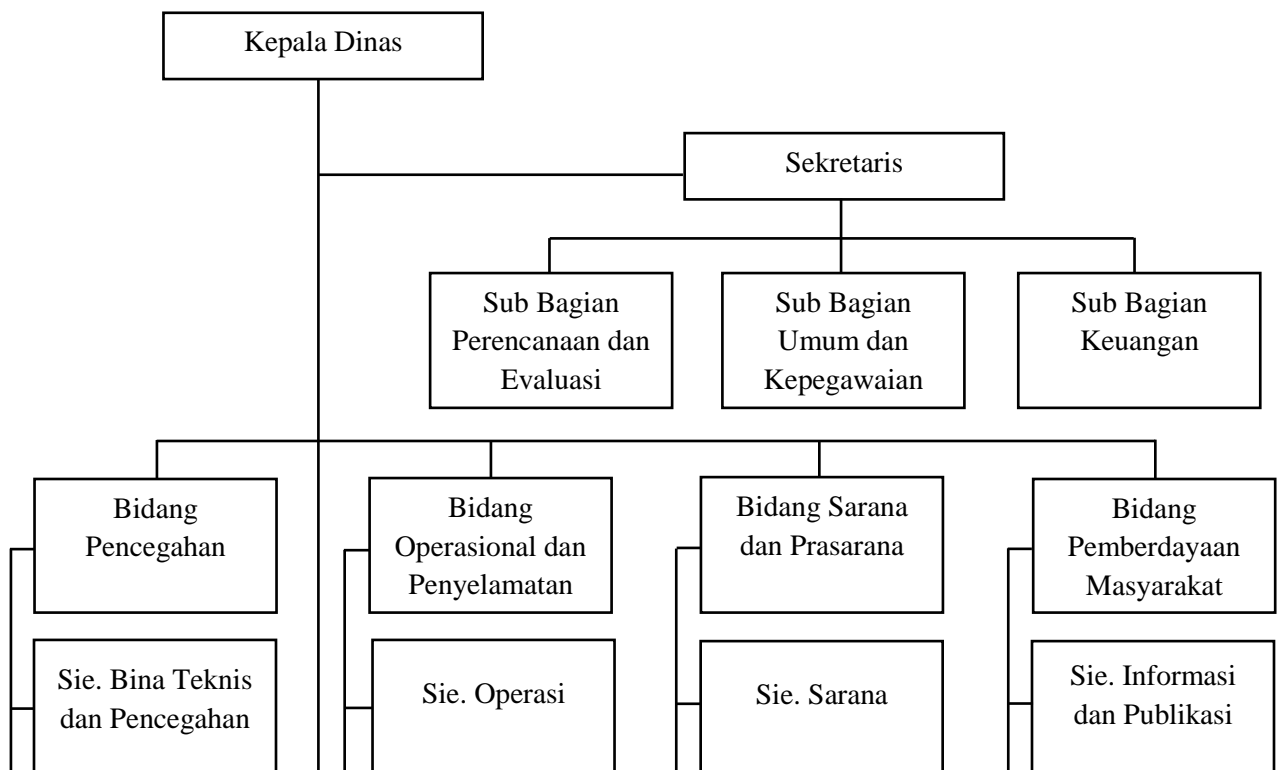 Kepala Dinas
Sekretaris
Sub Bagian
Perencanaan dan
Evaluasi
Sub Bagian
Umum dan
Kepegawaian
Sub Bagian
Keuangan
Bidang
Pencegahan
Bidang
Operasional dan
Penyelamatan
Bidang Sarana
dan Prasarana
Bidang
Pemberdayaan
Masyarakat
Sie. Bina Teknis
dan Pencegahan
Sie. Operasi
Sie. Sarana
Sie. Informasi
dan Publikasi